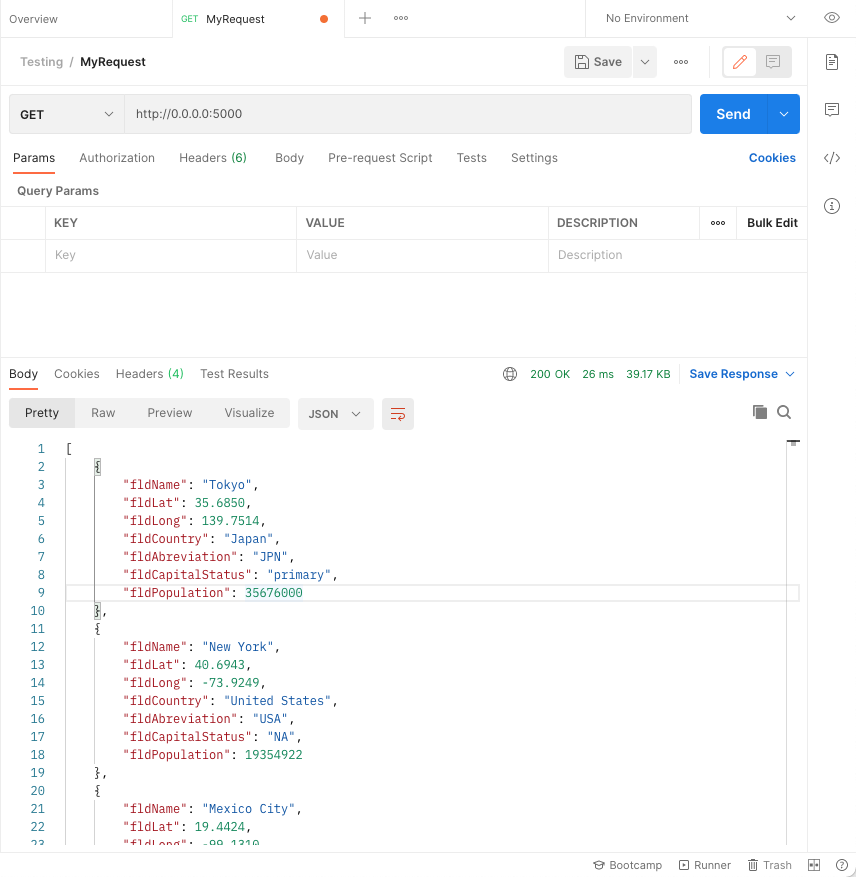 Overview
GET MyRequest
No Environment
Testing / MyRequest
Save
GET
http://0.0.0.0:5000
Send
Params Authorization Headers (6) Body Pre-request Script Tests Settings Cookies
Query Params
KEY VALUE DESCRIPTION Bulk Edit
Key Value Description
Body Cookies Headers (4) Test Results 200 OK 26 ms 39.17 KB Save Response
Pretty Raw Preview Visualize JSON
1 [
2 {
3 "fldName": "Tokyo",
4 "fldLat": 35.6850,
5 "fldLong": 139.7514,
6 "fldCountry": "Japan",
7 "fldAbreviation": "JPN",
8 "fldCapitalStatus": "primary",
9 "fldPopulation": 35676000
10 },
11 {
12 "fldName": "New York",
13 "fldLat": 40.6943,
14 "fldLong": -73.9249,
15 "fldCountry": "United States",
16 "fldAbreviation": "USA",
17 "fldCapitalStatus": "NA",
18 "fldPopulation": 19354922
19 },
20 {
21 "fldName": "Mexico City",
22 "fldLat": 19.4424,
23 "fldLong": -99.1310
Bootcamp Runner Trash